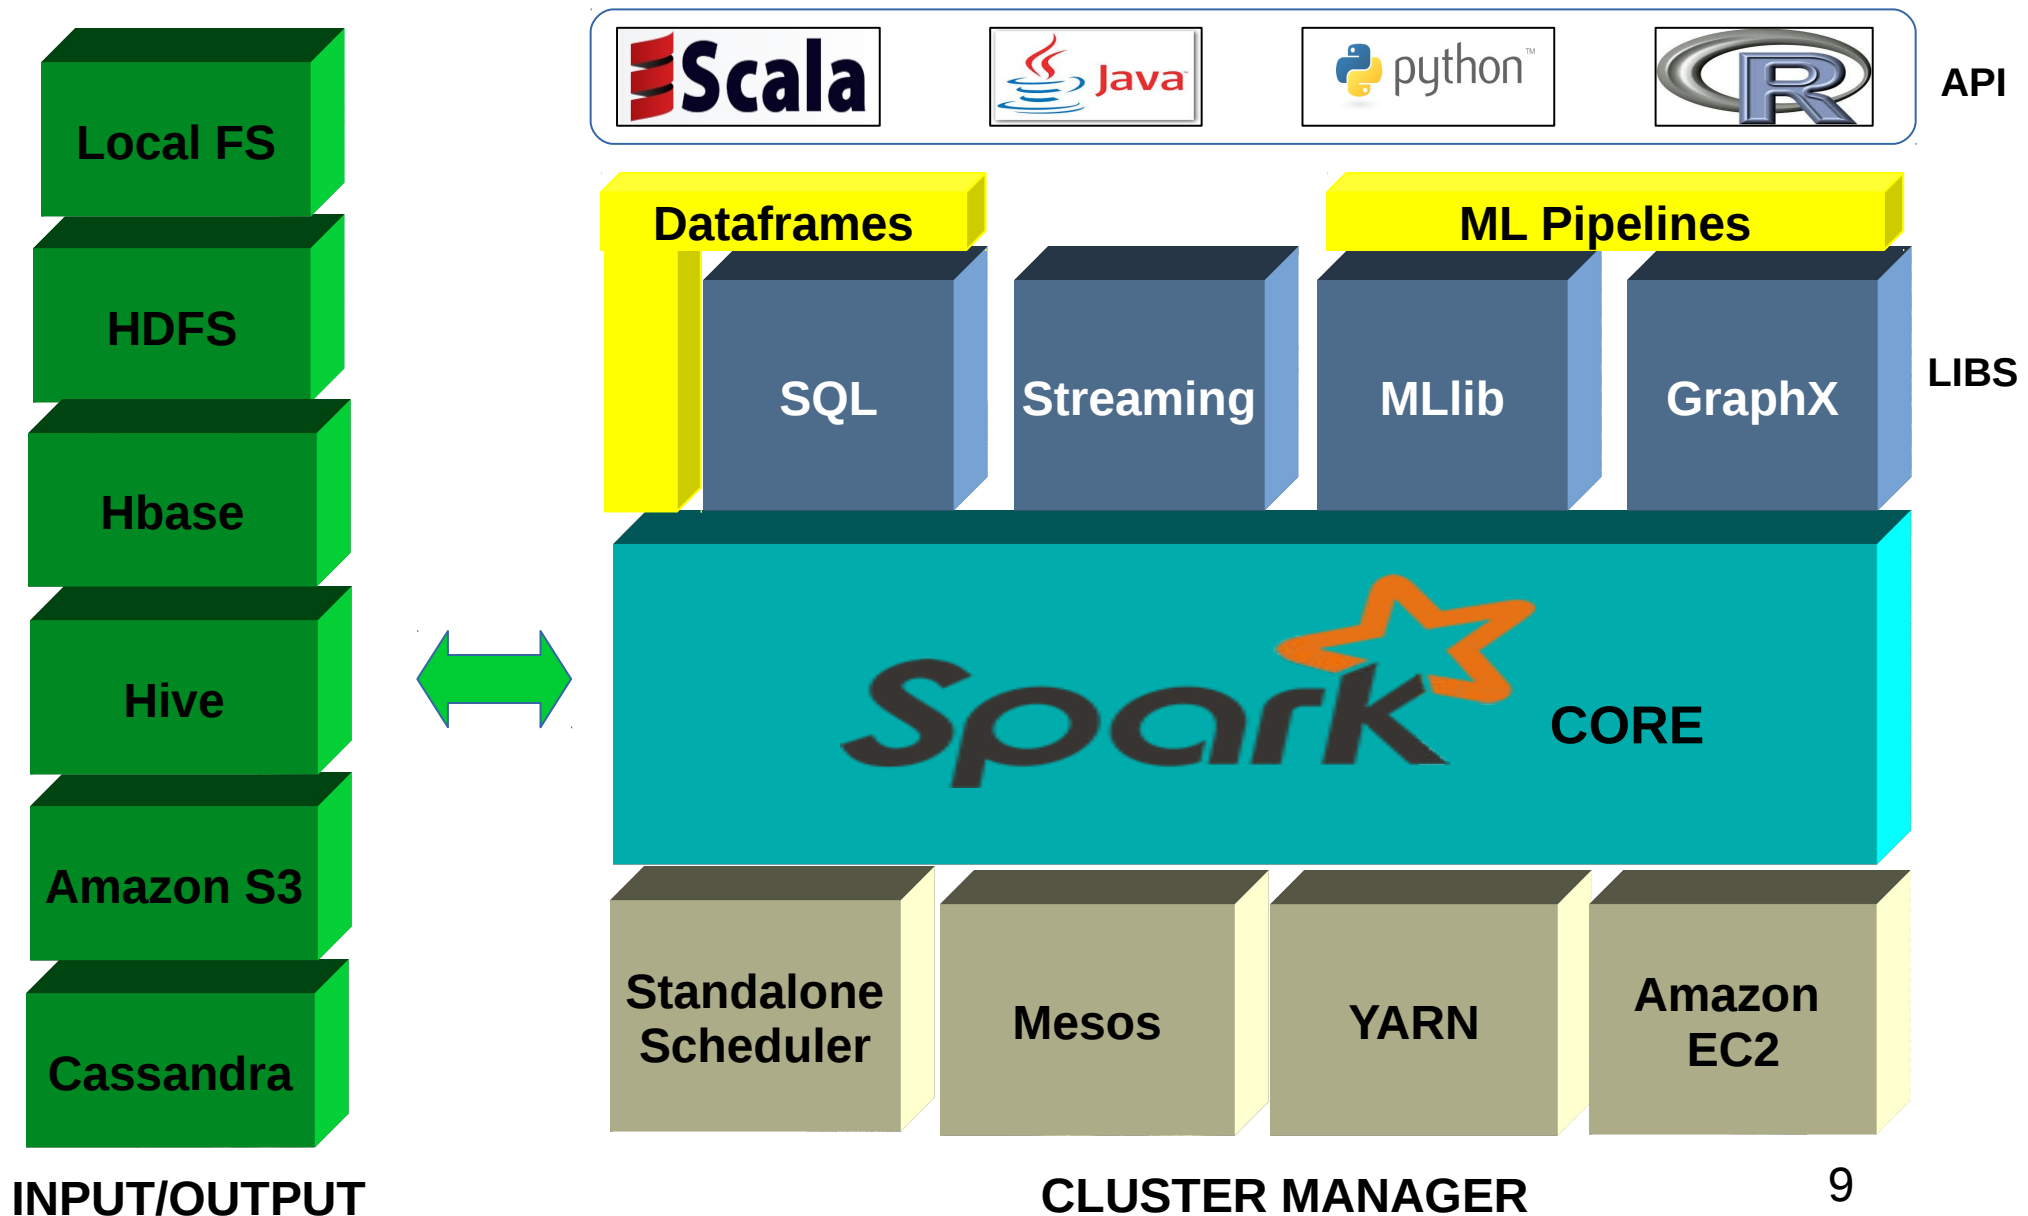 Scala
Java
python™
R
API
Local FS
HDFS
Hbase
Hive
Amazon S3
Cassandra
INPUT/OUTPUT
Dataframes
ML Pipelines
SQL
Streaming
MLlib
GraphX
LIBS
Spark
CORE
Standalone
Scheduler
Mesos
YARN
Amazon
EC2
CLUSTER MANAGER
9